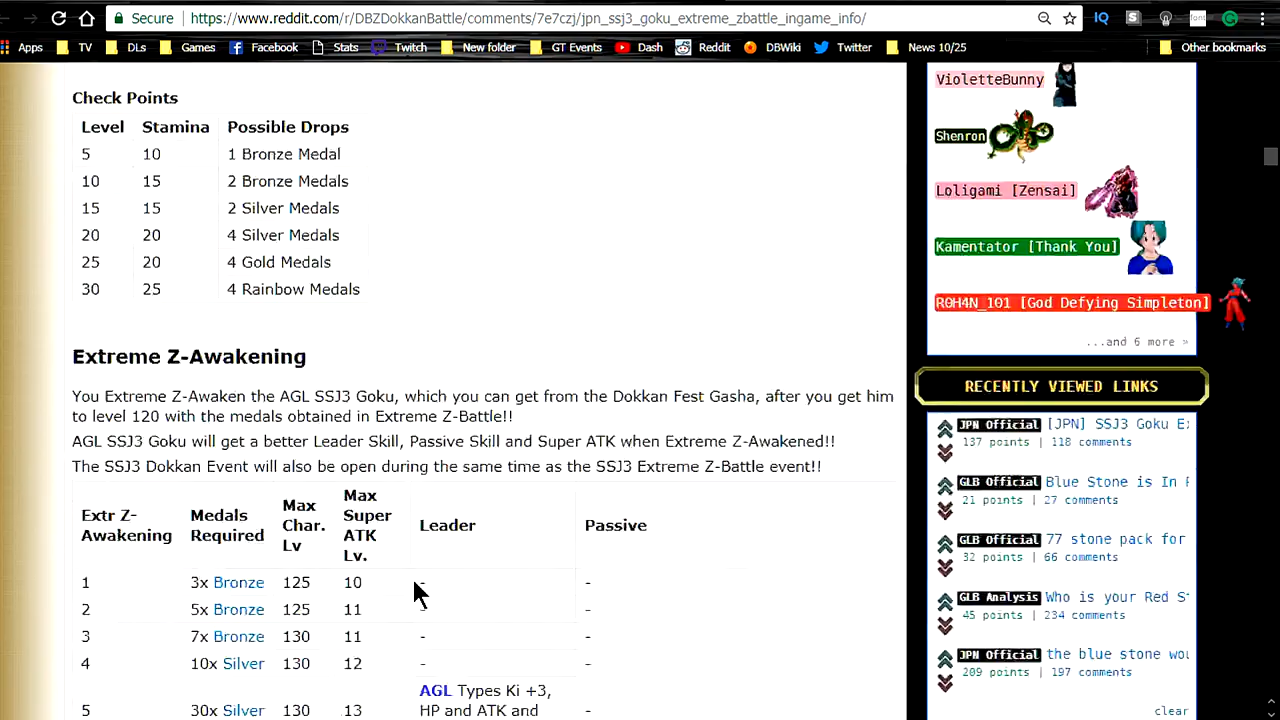 Secure https://www.reddit.com/r/DBZDokkanBattle/comments/7e7czj/jpn_ssj3_goku_extreme_zbattle_ingame_info/
Apps TV DLs Games Facebook Stats Twitch New folder GT Events Dash Reddit DBWiki Twitter News 10/25 Other bookmarks
Check Points
Level Stamina Possible Drops
5 10 1 Bronze Medal
10 15 2 Bronze Medals
15 15 2 Silver Medals
20 20 4 Silver Medals
25 20 4 Gold Medals
30 25 4 Rainbow Medals
Extreme Z-Awakening
You Extreme Z-Awaken the AGL SSJ3 Goku, which you can get from the Dokkan Fest Gasha, after you get him
to level 120 with the medals obtained in Extreme Z-Battle!!
AGL SSJ3 Goku will get a better Leader Skill, Passive Skill and Super ATK when Extreme Z-Awakened!!
The SSJ3 Dokkan Event will also be open during the same time as the SSJ3 Extreme Z-Battle event!!
Extr Z-Awakening Medals Required Max Char. Lv Max Super ATK Lv. Leader Passive
1 3x Bronze 125 10 - -
2 5x Bronze 125 11 - -
3 7x Bronze 130 11 - -
4 10x Silver 130 12 - -
AGL Types Ki +3,
5 30x Silver 130 13 HP and ATK and -
VioletteBunny
Shenron
Loligami [Zensai]
Kamentator [Thank You]
R0H4N_101 [God Defying Simpleton]
...and 6 more »
RECENTLY VIEWED LINKS
JPN Official [JPN] SSJ3 Goku E
137 points | 118 comments
GLB Official Blue Stone is In
21 points | 27 comments
GLB Official 77 stone pack for
32 points | 66 comments
GLB Analysis Who is your Red S
45 points | 234 comments
JPN Official the blue stone wo
209 points | 197 comments
clear